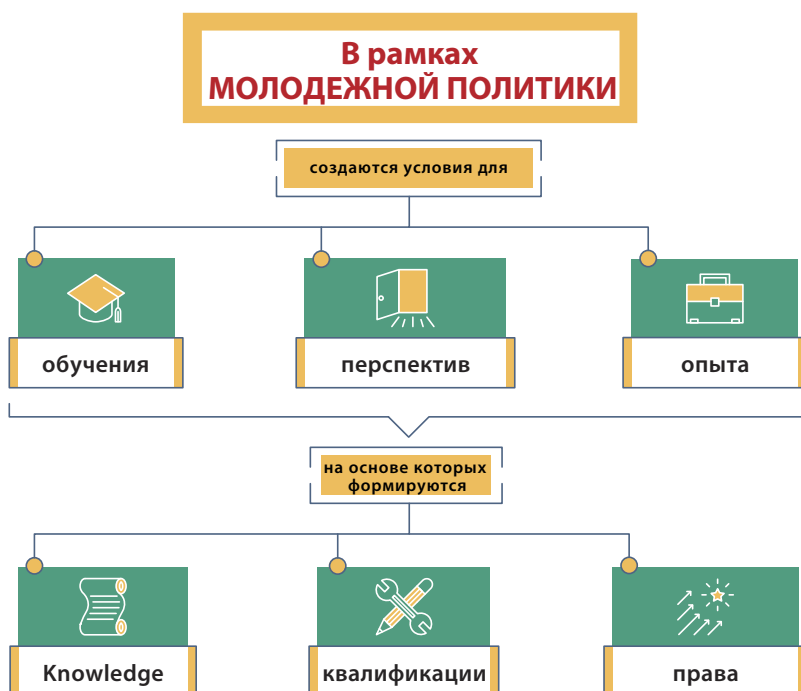 В рамках
МОЛОДЕЖНОЙ ПОЛИТИКИ
создаются условия для
обучения
перспектив
опыта
на основе которых
формируются
Knowledge
квалификации
права